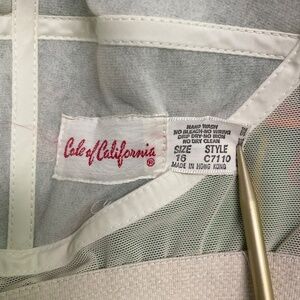 Cole of California®
HAND WASH
NO BLEACH-NO WRING
DRIP DRY-NO IRON
NO DRY CLEAN
SIZE STYLE
16 C7110
MADE IN HONG KONG